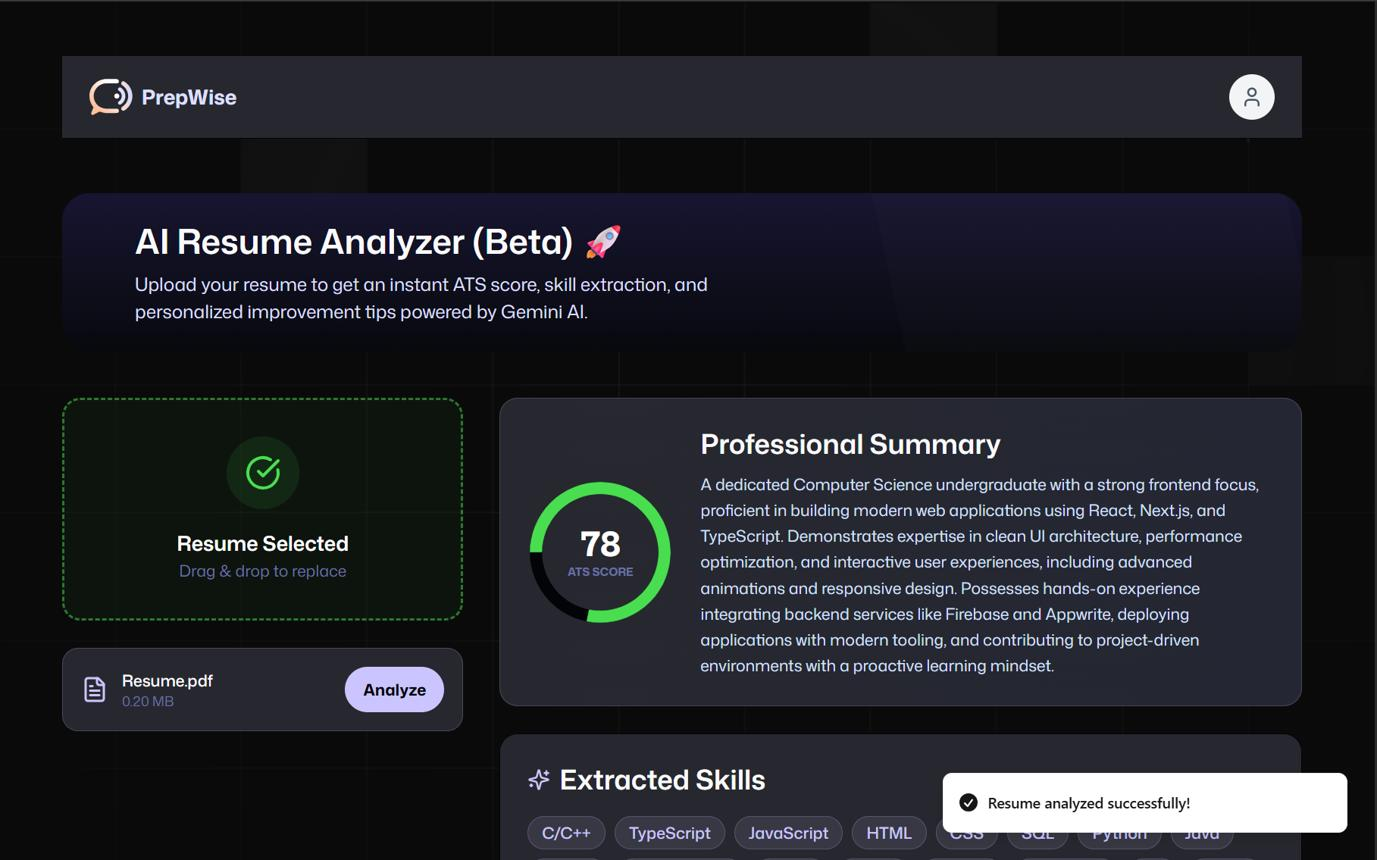 PrepWise
AI Resume Analyzer (Beta) 🚀
Upload your resume to get an instant ATS score, skill extraction, and
personalized improvement tips powered by Gemini AI.
Resume Selected
Drag & drop to replace
Resume.pdf
0.20 MB
Analyze
78
ATS SCORE
Professional Summary
A dedicated Computer Science undergraduate with a strong frontend focus,
proficient in building modern web applications using React, Next.js, and
TypeScript. Demonstrates expertise in clean UI architecture, performance
optimization, and interactive user experiences, including advanced
animations and responsive design. Possesses hands-on experience
integrating backend services like Firebase and Appwrite, deploying
applications with modern tooling, and contributing to project-driven
environments with a proactive learning mindset.
Extracted Skills
Resume analyzed successfully!
C/C++ TypeScript JavaScript HTML CSS SQL Python Java